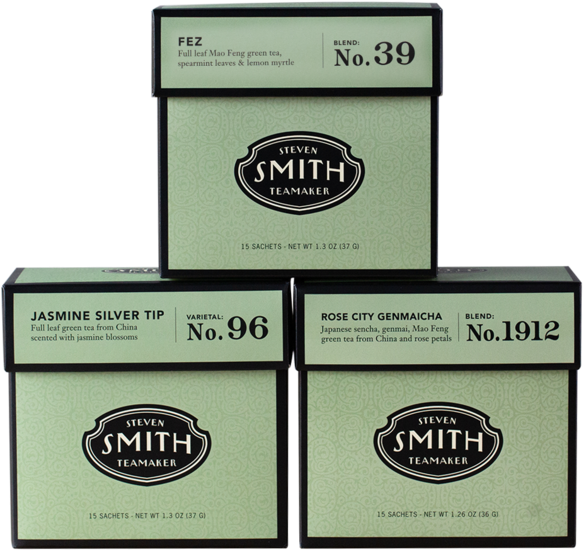 FEZ
Full leaf Mao Feng green tea,
spearmint leaves & lemon myrtle
BLEND:
No.39
STEVEN
SMITH
TEAMAKER
15 SACHETS - NET WT 1.3 OZ (37 G)
JASMINE SILVER TIP
Full leaf green tea from China
scented with jasmine blossoms
VARIETAL:
No.96
STEVEN
SMITH
TEAMAKER
15 SACHETS - NET WT 1.3 OZ (37 G)
ROSE CITY GENMAICHA
Japanese sencha, genmai, Mao Feng
green tea from China and rose petals
BLEND:
No.1912
STEVEN
SMITH
TEAMAKER
15 SACHETS - NET WT 1.26 OZ (36 G)